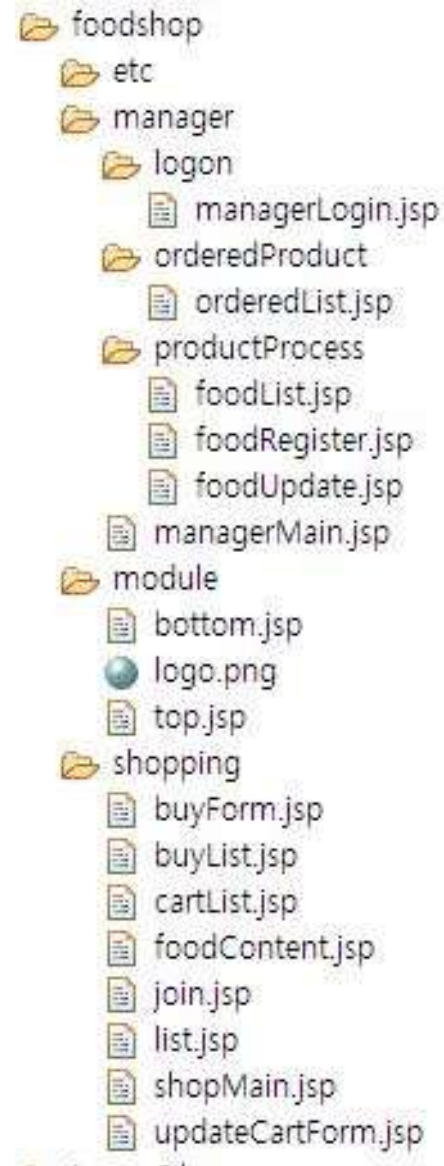 foodshop
etc
manager
logon
managerLogin.jsp
orderedProduct
orderedList.jsp
productProcess
foodList.jsp
foodRegister.jsp
foodUpdate.jsp
managerMain.jsp
module
bottom.jsp
logo.png
top.jsp
shopping
buyForm.jsp
buyList.jsp
cartList.jsp
foodContent.jsp
join.jsp
list.jsp
shopMain.jsp
updateCartForm.jsp